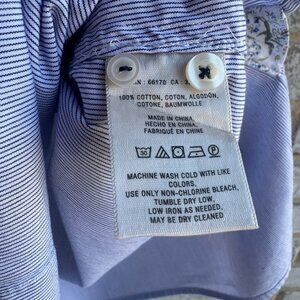 : 66170 CA :
100% COTTON, COTON, ALGODÓN,
COTONE, BAUMWOLLE
MADE IN CHINA
HECHO EN CHINA
FABRIQUÉ EN CHINE
30
P
MACHINE WASH COLD WITH LIKE
COLORS,
USE ONLY NON-CHLORINE BLEACH,
TUMBLE DRY LOW,
LOW IRON AS NEEDED,
MAY BE DRY CLEANED